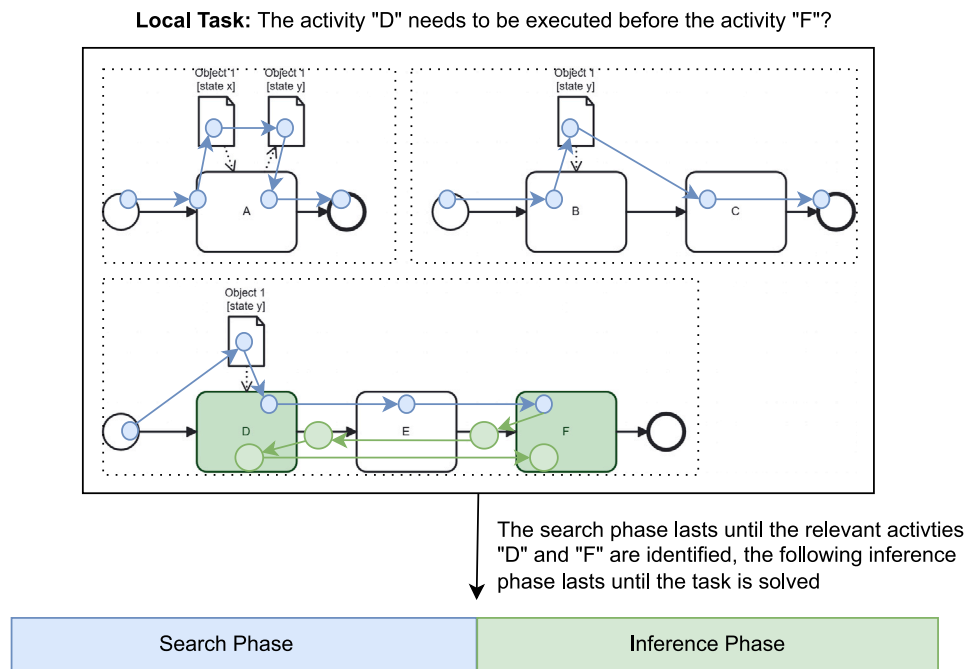 Local Task: The activity "D" needs to be executed before the activity "F"?
Object 1
[state x]
Object 1
[state y]
A
Object 1
[state y]
B
C
Object 1
[state y]
D
E
F
The search phase lasts until the relevant activties
"D" and "F" are identified, the following inference
phase lasts until the task is solved
Search Phase
Inference Phase